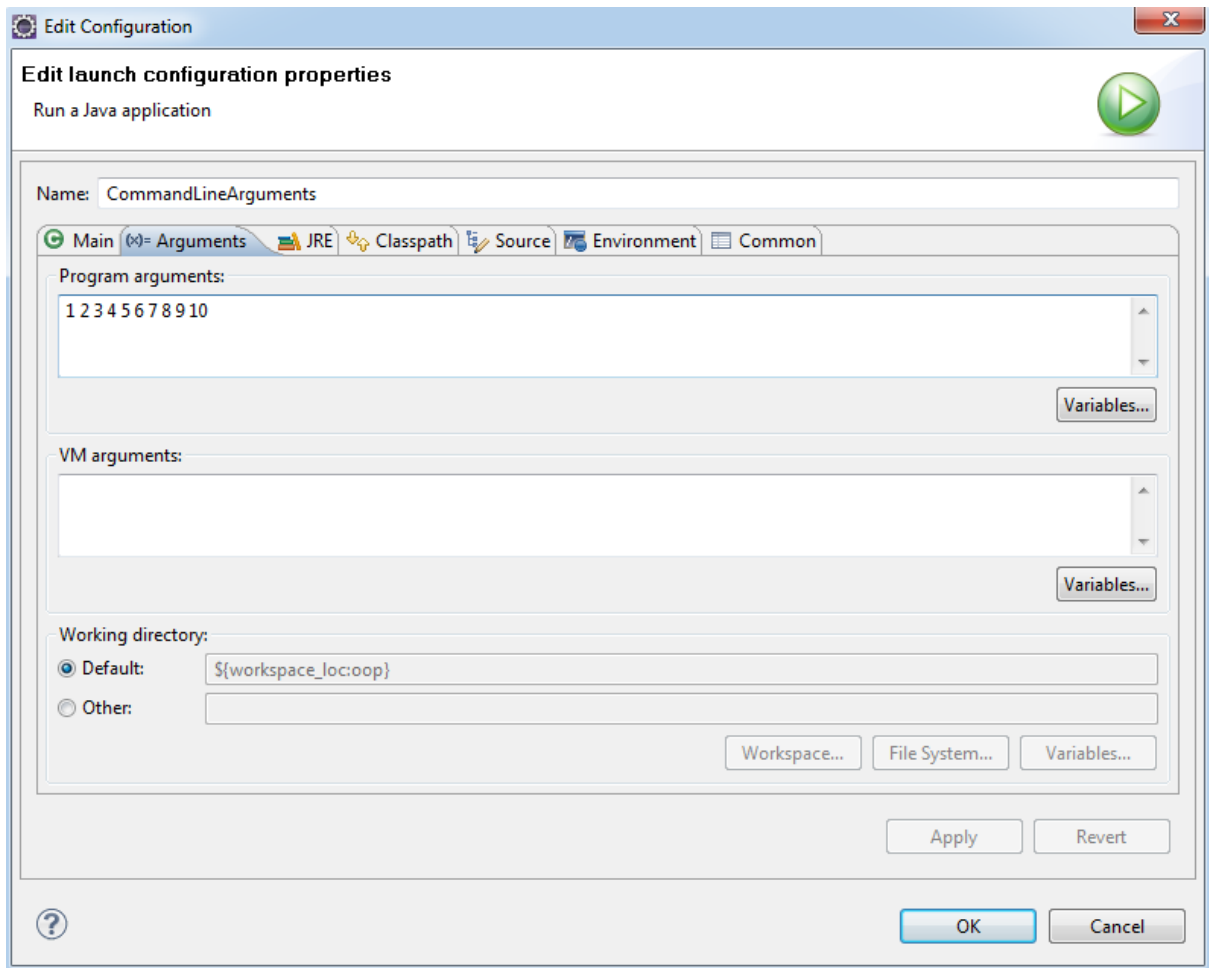 Edit Configuration
Edit launch configuration properties
Run a Java application
Name: CommandLineArguments
Main (x)= Arguments JRE Classpath Source Environment Common
Program arguments:
1 2 3 4 5 6 7 8 9 10
Variables...
VM arguments:
Variables...
Working directory:
Default: ${workspace_loc:oop}
Other:
Workspace... File System... Variables...
Apply Revert
OK Cancel